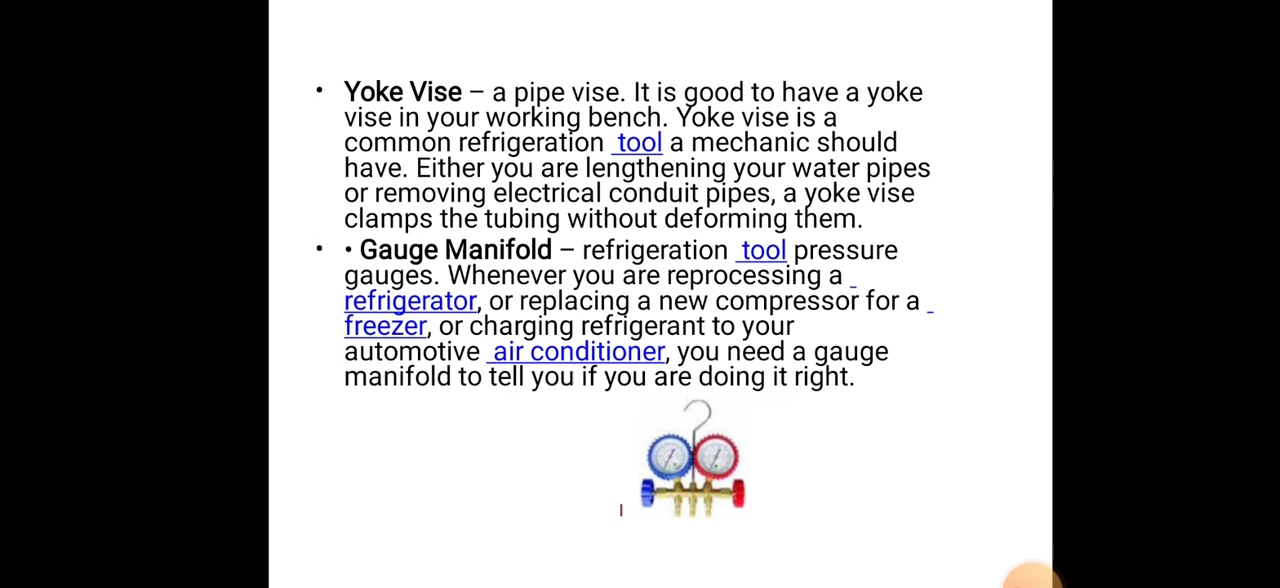 • Yoke Vise – a pipe vise. It is good to have a yoke
vise in your working bench. Yoke vise is a
common refrigeration  tool a mechanic should
have. Either you are lengthening your water pipes
or removing electrical conduit pipes, a yoke vise
clamps the tubing without deforming them.
• • Gauge Manifold – refrigeration  tool pressure
gauges. Whenever you are reprocessing a
refrigerator, or replacing a new compressor for a
freezer, or charging refrigerant to your
automotive  air conditioner, you need a gauge
manifold to tell you if you are doing it right.